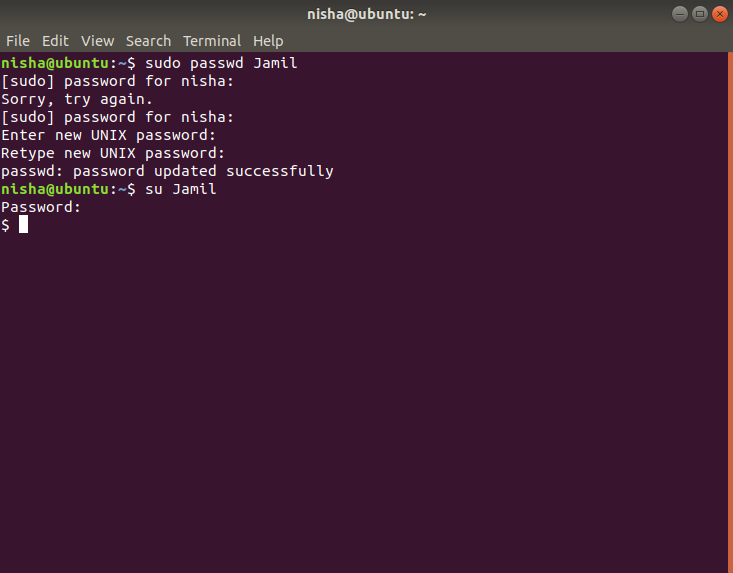 nisha@ubuntu: ~
File Edit View Search Terminal Help
nisha@ubuntu:~$ sudo passwd Jamil
[sudo] password for nisha:
Sorry, try again.
[sudo] password for nisha:
Enter new UNIX password:
Retype new UNIX password:
passwd: password updated successfully
nisha@ubuntu:~$ su Jamil
Password:
$